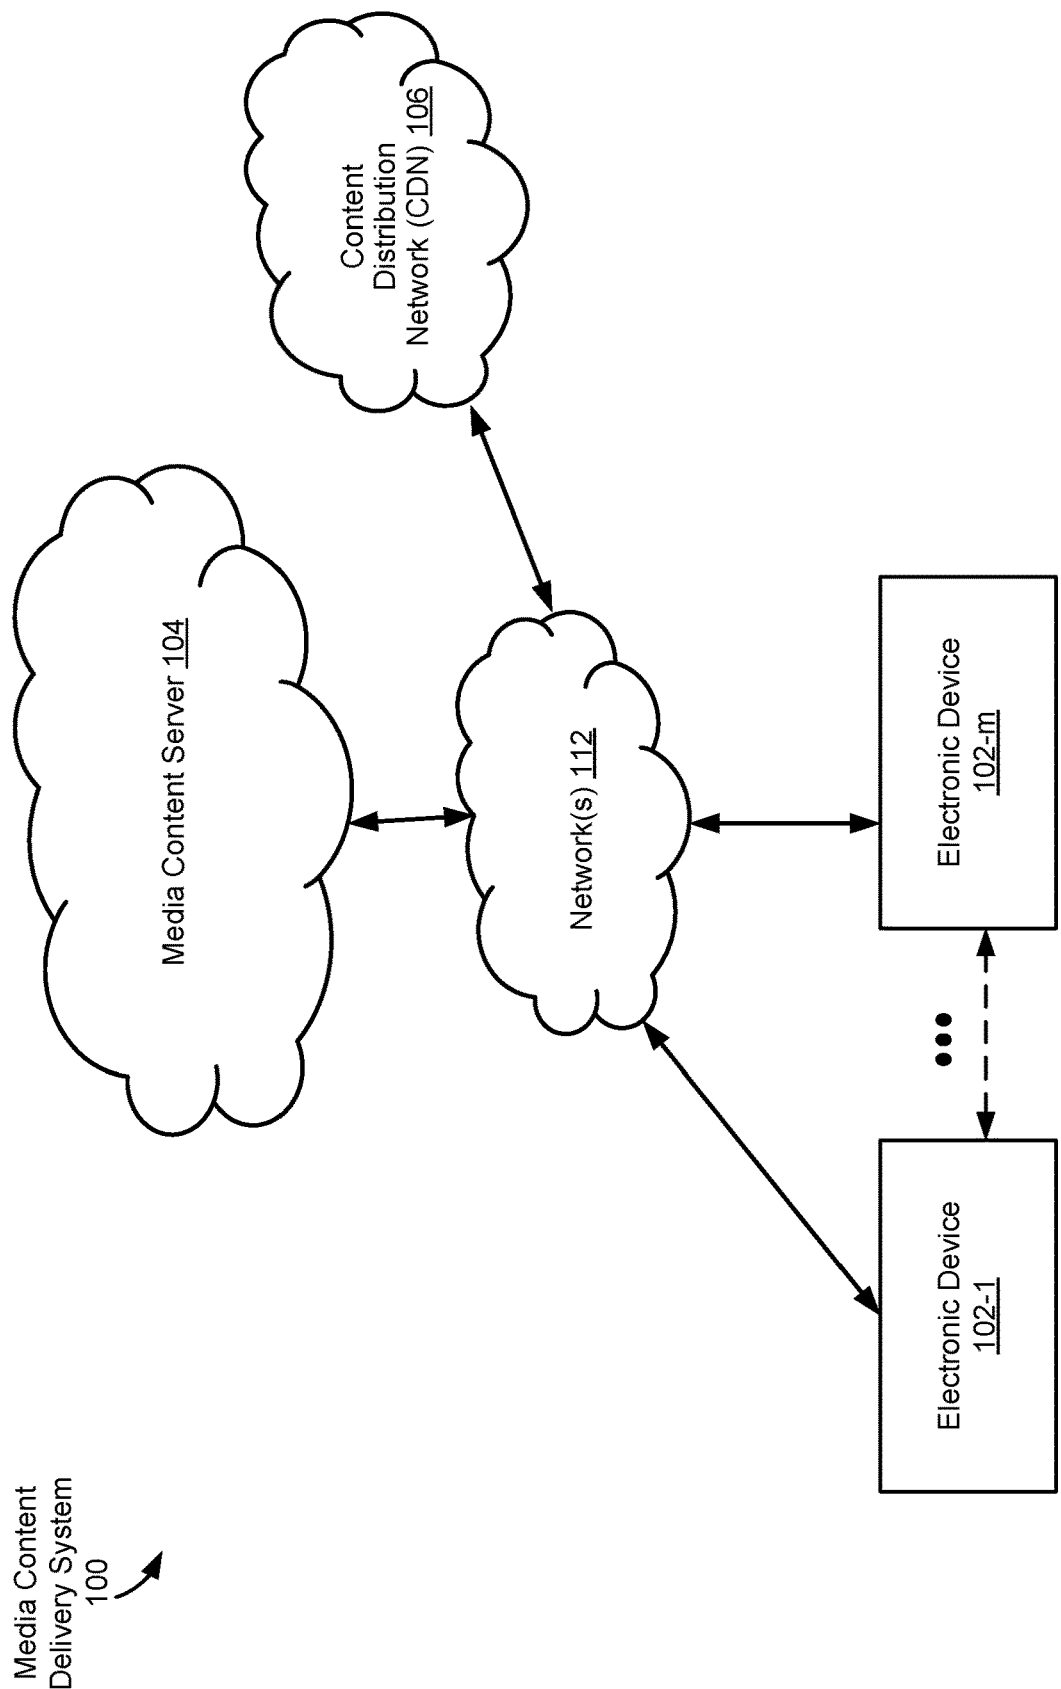 Media Content
Delivery System
100
Media Content Server 104
Content
Distribution
Network (CDN) 106
Network(s) 112
Electronic Device
102-1
Electronic Device
102-m